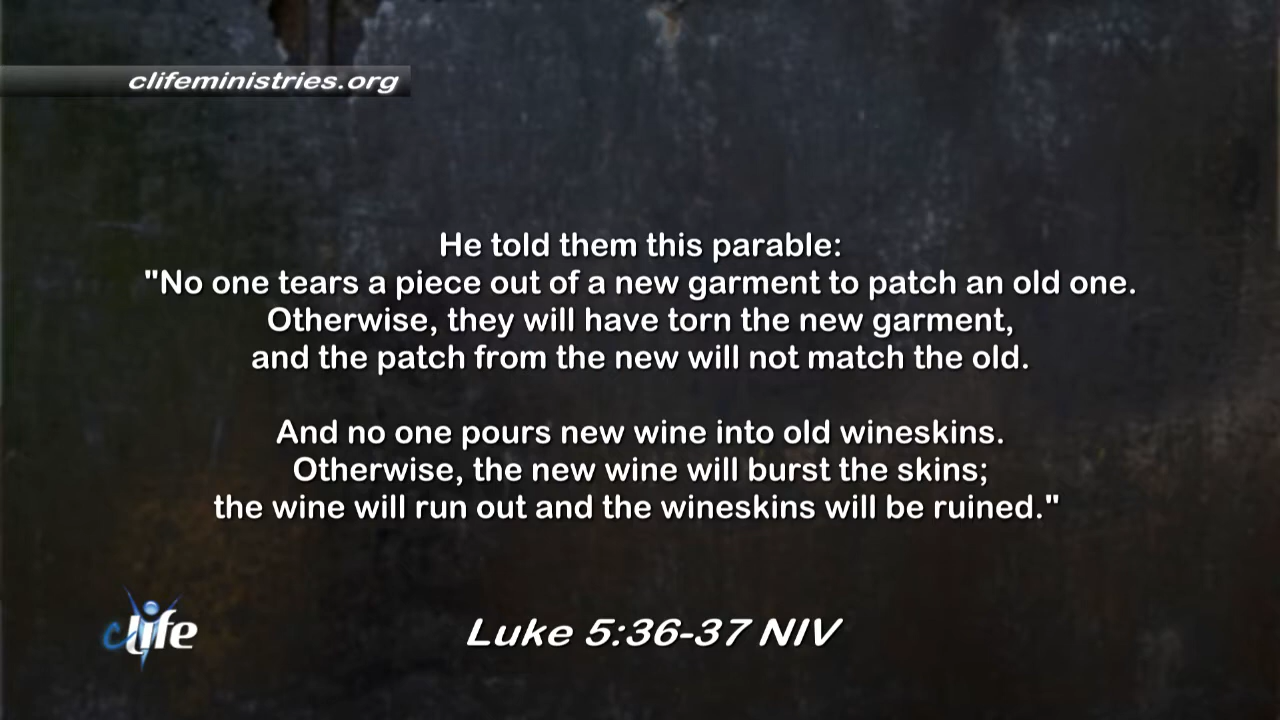 clifeministries.org
He told them this parable:
"No one tears a piece out of a new garment to patch an old one.
Otherwise, they will have torn the new garment,
and the patch from the new will not match the old.
And no one pours new wine into old wineskins.
Otherwise, the new wine will burst the skins;
the wine will run out and the wineskins will be ruined."
cLife
Luke 5:36-37 NIV